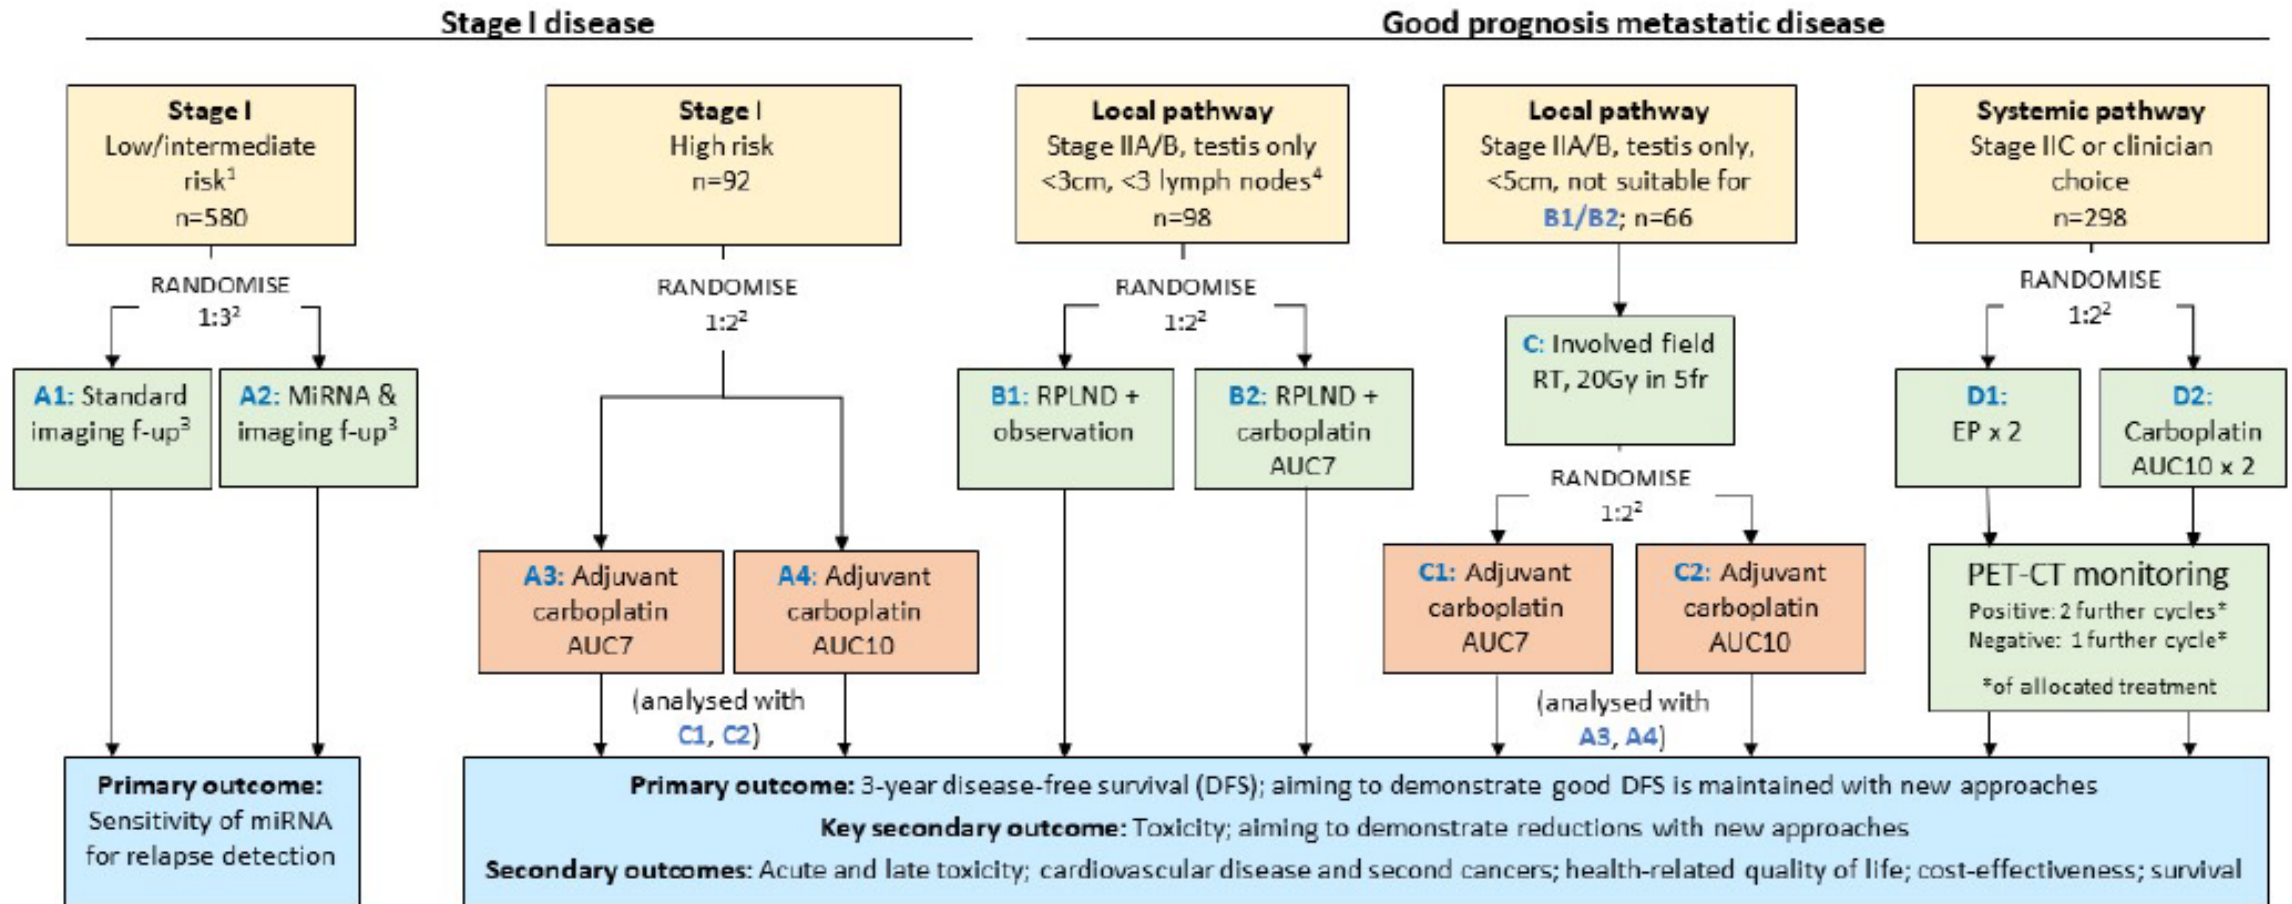 Stage I disease
Good prognosis metastatic disease
Stage I
Low/intermediate
risk¹
n=580
Stage I
High risk
n=92
Local pathway
Stage IIA/B, testis only
<3cm, <3 lymph nodes⁴
n=98
Local pathway
Stage IIA/B, testis only,
<5cm, not suitable for
B1/B2; n=66
Systemic pathway
Stage IIC or clinician
choice
n=298
RANDOMISE
1:3²
RANDOMISE
1:2²
RANDOMISE
1:2²
RANDOMISE
1:2²
A1: Standard
imaging f-up³
A2: MiRNA &
imaging f-up³
B1: RPLND +
observation
B2: RPLND +
carboplatin
AUC7
C: Involved field
RT, 20Gy in 5fr
RANDOMISE
1:2²
D1:
EP x 2
D2:
Carboplatin
AUC10 x 2
A3: Adjuvant
carboplatin
AUC7
A4: Adjuvant
carboplatin
AUC10
(analysed with
C1, C2)
C1: Adjuvant
carboplatin
AUC7
C2: Adjuvant
carboplatin
AUC10
(analysed with
A3, A4)
PET-CT monitoring
Positive: 2 further cycles*
Negative: 1 further cycle*
*of allocated treatment
Primary outcome:
Sensitivity of miRNA
for relapse detection
Primary outcome: 3-year disease-free survival (DFS); aiming to demonstrate good DFS is maintained with new approaches
Key secondary outcome: Toxicity; aiming to demonstrate reductions with new approaches
Secondary outcomes: Acute and late toxicity; cardiovascular disease and second cancers; health-related quality of life; cost-effectiveness; survival